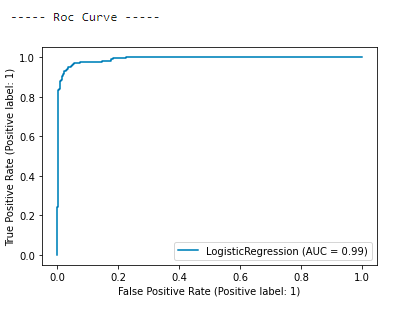 ----- Roc Curve -----
1.0
0.8
0.6
0.4
0.2
0.0
True Positive Rate (Positive label: 1)
LogisticRegression (AUC = 0.99)
0.0 0.2 0.4 0.6 0.8 1.0
False Positive Rate (Positive label: 1)